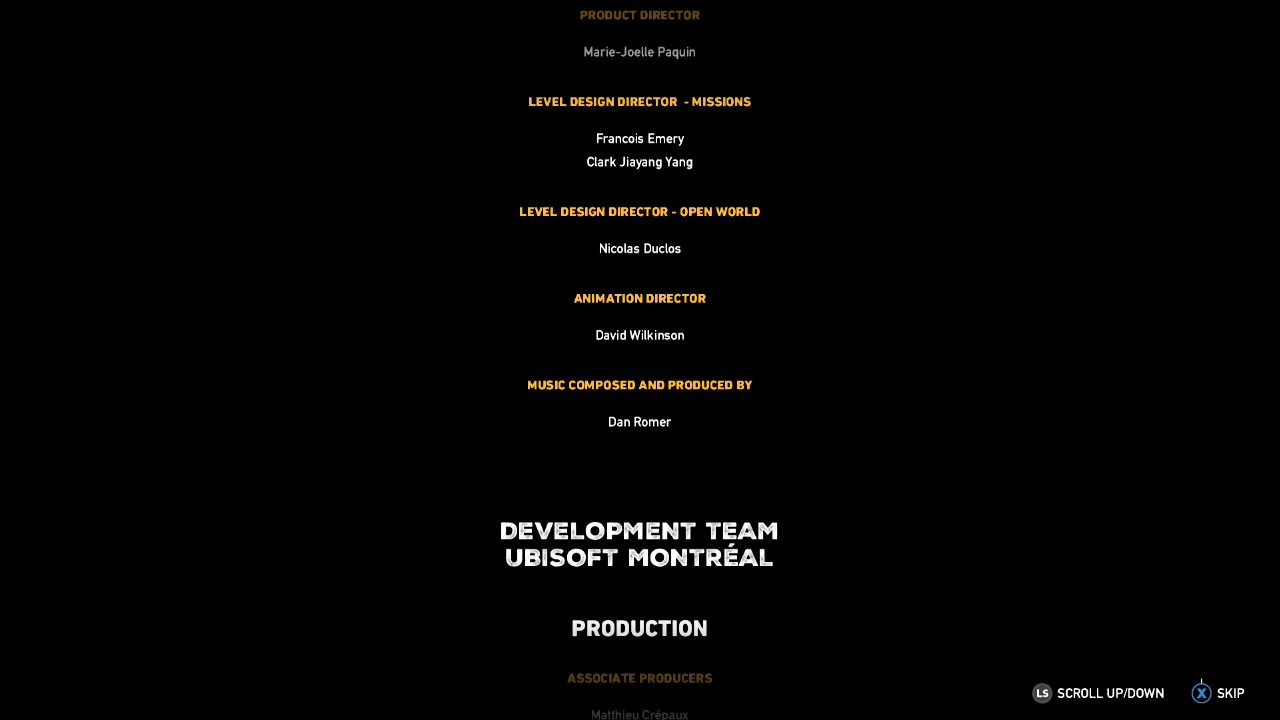 PRODUCT DIRECTOR
Marie-Joelle Paquin
LEVEL DESIGN DIRECTOR - MISSIONS
Francois Emery
Clark Jiayang Yang
LEVEL DESIGN DIRECTOR - OPEN WORLD
Nicolas Duclos
ANIMATION DIRECTOR
David Wilkinson
MUSIC COMPOSED AND PRODUCED BY
Dan Romer
DEVELOPMENT TEAM
UBISOFT MONTRÉAL
PRODUCTION
ASSOCIATE PRODUCERS
Matthieu Crépaux
LS SCROLL UP/DOWN X SKIP